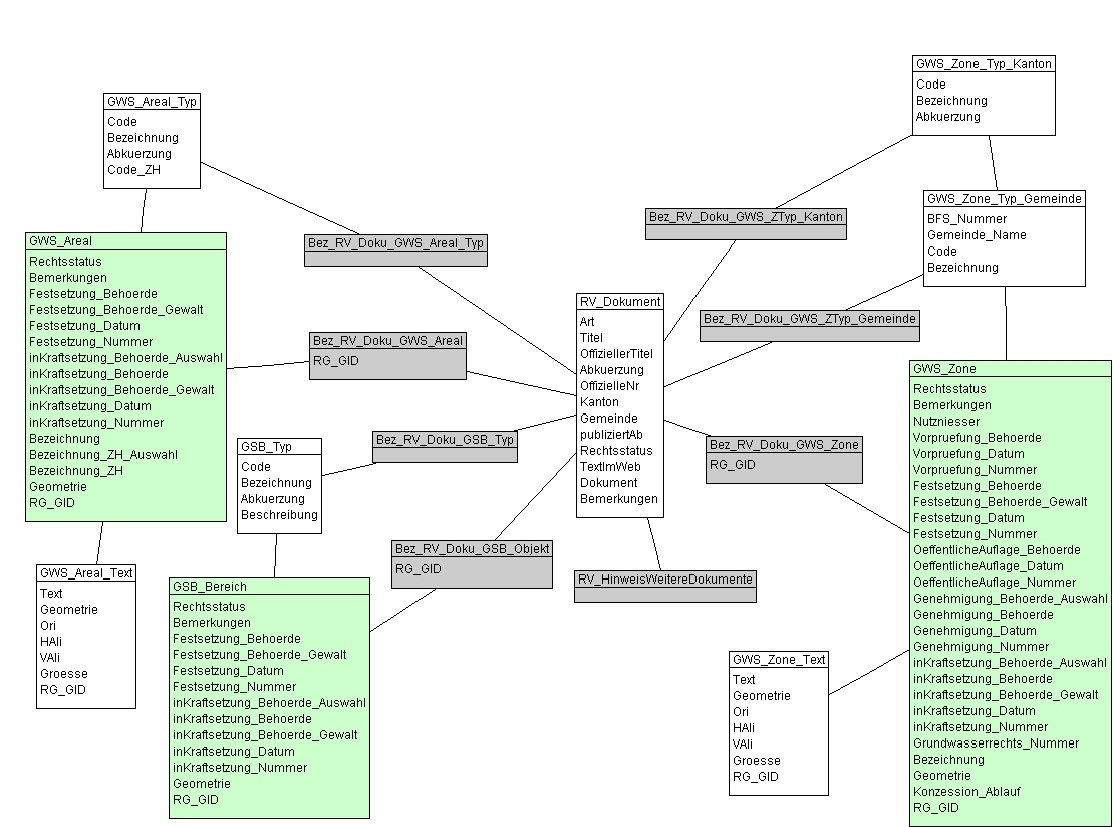 GWS_Zone_Typ_Kanton
Code
Bezeichnung
Abkuerzung
GWS_Areal_Typ
Code
Bezeichnung
Abkuerzung
Code_ZH
GWS_Zone_Typ_Gemeinde
BFS_Nummer
Gemeinde_Name
Code
Bezeichnung
Bez_RV_Doku_GWS_ZTyp_Kanton
Bez_RV_Doku_GWS_Areal_Typ
GWS_Areal
Rechtsstatus
Bemerkungen
Festsetzung_Behoerde
Festsetzung_Behoerde_Gewalt
Festsetzung_Datum
Festsetzung_Nummer
inKraftsetzung_Behoerde_Auswahl
inKraftsetzung_Behoerde
inKraftsetzung_Behoerde_Gewalt
inKraftsetzung_Datum
inKraftsetzung_Nummer
Bezeichnung
Bezeichnung_ZH_Auswahl
Bezeichnung_ZH
Geometrie
RG_GID
RV_Dokument
Art
Titel
OffiziellerTitel
Abkuerzung
OffizielleNr
Kanton
Gemeinde
publiziertAb
Rechtsstatus
TextImWeb
Dokument
Bemerkungen
Bez_RV_Doku_GWS_ZTyp_Gemeinde
Bez_RV_Doku_GWS_Areal
RG_GID
GWS_Zone
Rechtsstatus
Bemerkungen
Nutzniesser
Vorpruefung_Behoerde
Vorpruefung_Datum
Vorpruefung_Nummer
Festsetzung_Behoerde
Festsetzung_Behoerde_Gewalt
Festsetzung_Datum
Festsetzung_Nummer
OeffentlicheAuflage_Behoerde
OeffentlicheAuflage_Datum
OeffentlicheAuflage_Nummer
Genehmigung_Behoerde_Auswahl
Genehmigung_Behoerde
Genehmigung_Datum
Genehmigung_Nummer
inKraftsetzung_Behoerde_Auswahl
inKraftsetzung_Behoerde
inKraftsetzung_Behoerde_Gewalt
inKraftsetzung_Datum
inKraftsetzung_Nummer
Grundwasserrechts_Nummer
Bezeichnung
Geometrie
Konzession_Ablauf
RG_GID
Bez_RV_Doku_GSB_Typ
GSB_Typ
Code
Bezeichnung
Abkuerzung
Beschreibung
Bez_RV_Doku_GWS_Zone
RG_GID
Bez_RV_Doku_GSB_Objekt
RG_GID
GWS_Areal_Text
Text
Geometrie
Ori
HAli
VAli
Groesse
RG_GID
RV_HinweisWeitereDokumente
GSB_Bereich
Rechtsstatus
Bemerkungen
Festsetzung_Behoerde
Festsetzung_Behoerde_Gewalt
Festsetzung_Datum
Festsetzung_Nummer
inKraftsetzung_Behoerde_Auswahl
inKraftsetzung_Behoerde
inKraftsetzung_Behoerde_Gewalt
inKraftsetzung_Datum
inKraftsetzung_Nummer
Geometrie
RG_GID
GWS_Zone_Text
Text
Geometrie
Ori
HAli
VAli
Groesse
RG_GID